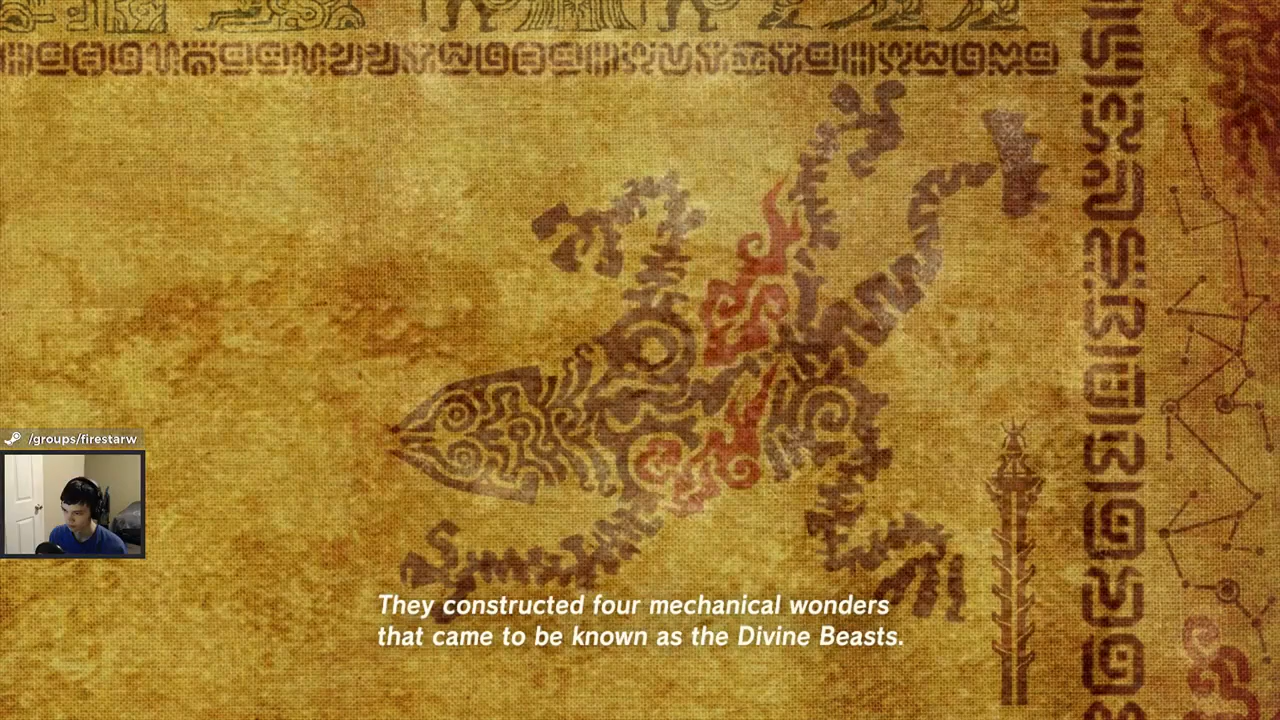 /groups/firestarw
They constructed four mechanical wonders
that came to be known as the Divine Beasts.